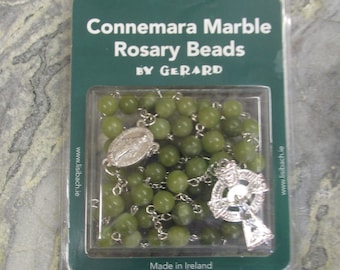 Connemara Marble
Rosary Beads
BY GERARD
www.lisbach.ie
www.lisbach.ie
Made in Ireland